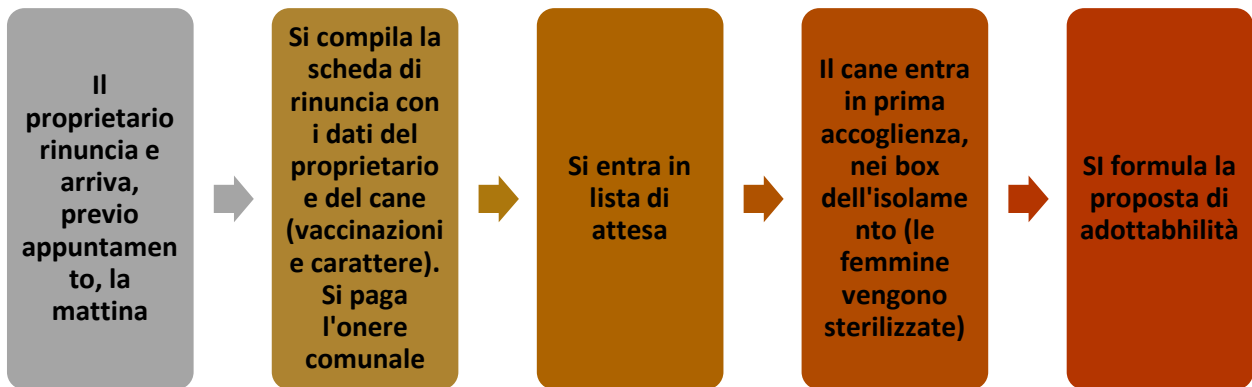 Il
proprietario
rinuncia e
arriva,
previo
appuntamen
to, la
mattina
Si compila la
scheda di
rinuncia con
i dati del
proprietario
e del cane
(vaccinazioni
e carattere).
Si paga
l'onere
comunale
Si entra in
lista di
attesa
Il cane entra
in prima
accoglienza,
nei box
dell'isolame
nto (le
femmine
vengono
sterilizzate)
SI formula la
proposta di
adottabhilità